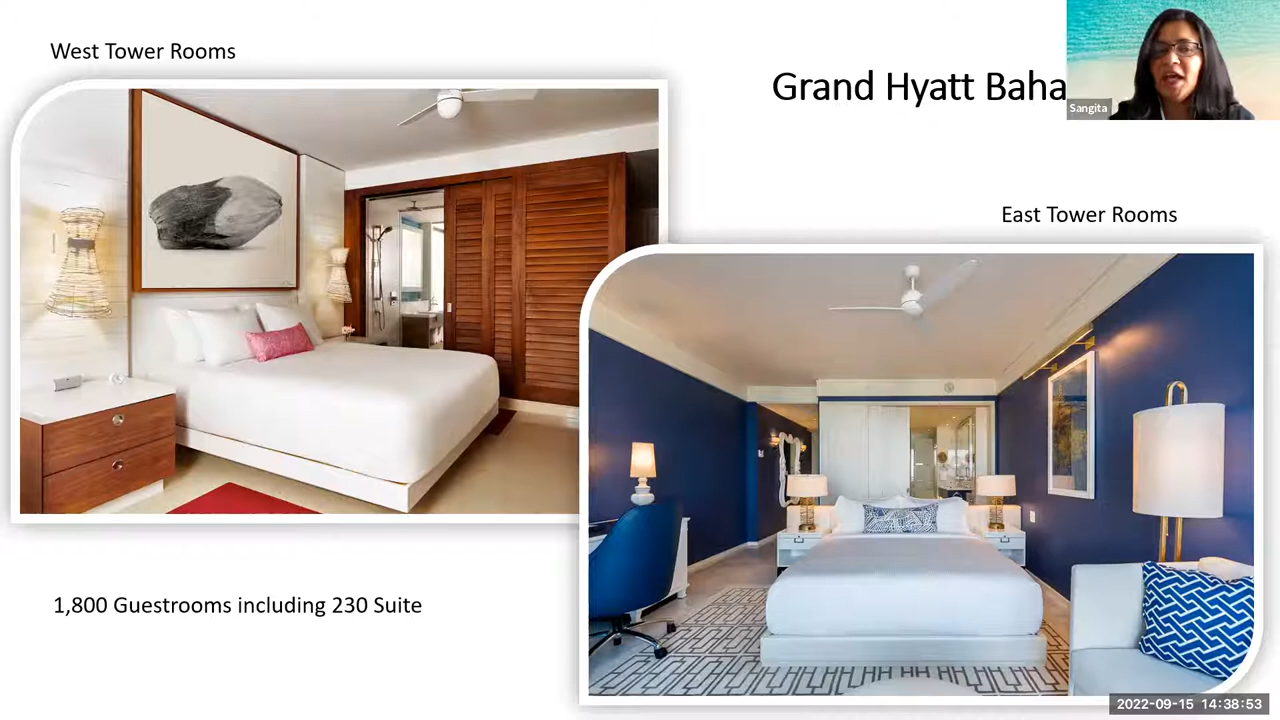 West Tower Rooms
Grand Hyatt Baha
Sangita
East Tower Rooms
1,800 Guestrooms including 230 Suite
2022-09-15 14:38:53